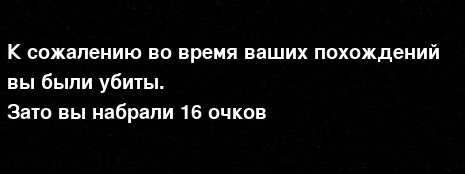 К сожалению во время ваших похождений
вы были убиты.
Зато вы набрали 16 очков